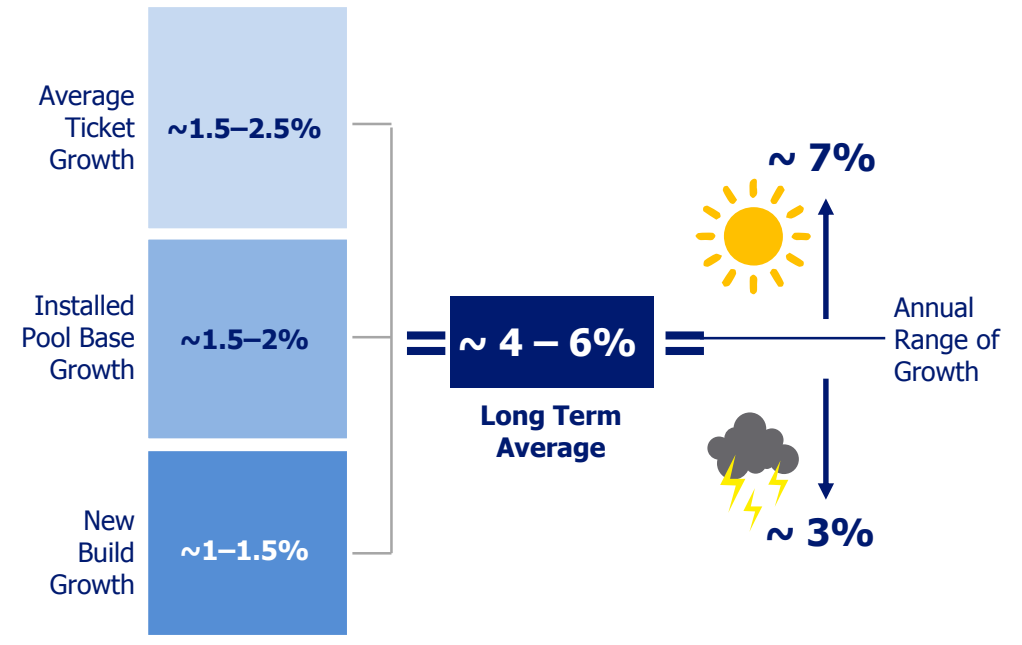 Average
Ticket
Growth
~1.5–2.5%
Installed
Pool Base
Growth
~1.5–2%
New
Build
Growth
~1–1.5%
= ~ 4 – 6% =
Long Term
Average
~ 7%
Annual
Range of
Growth
~ 3%